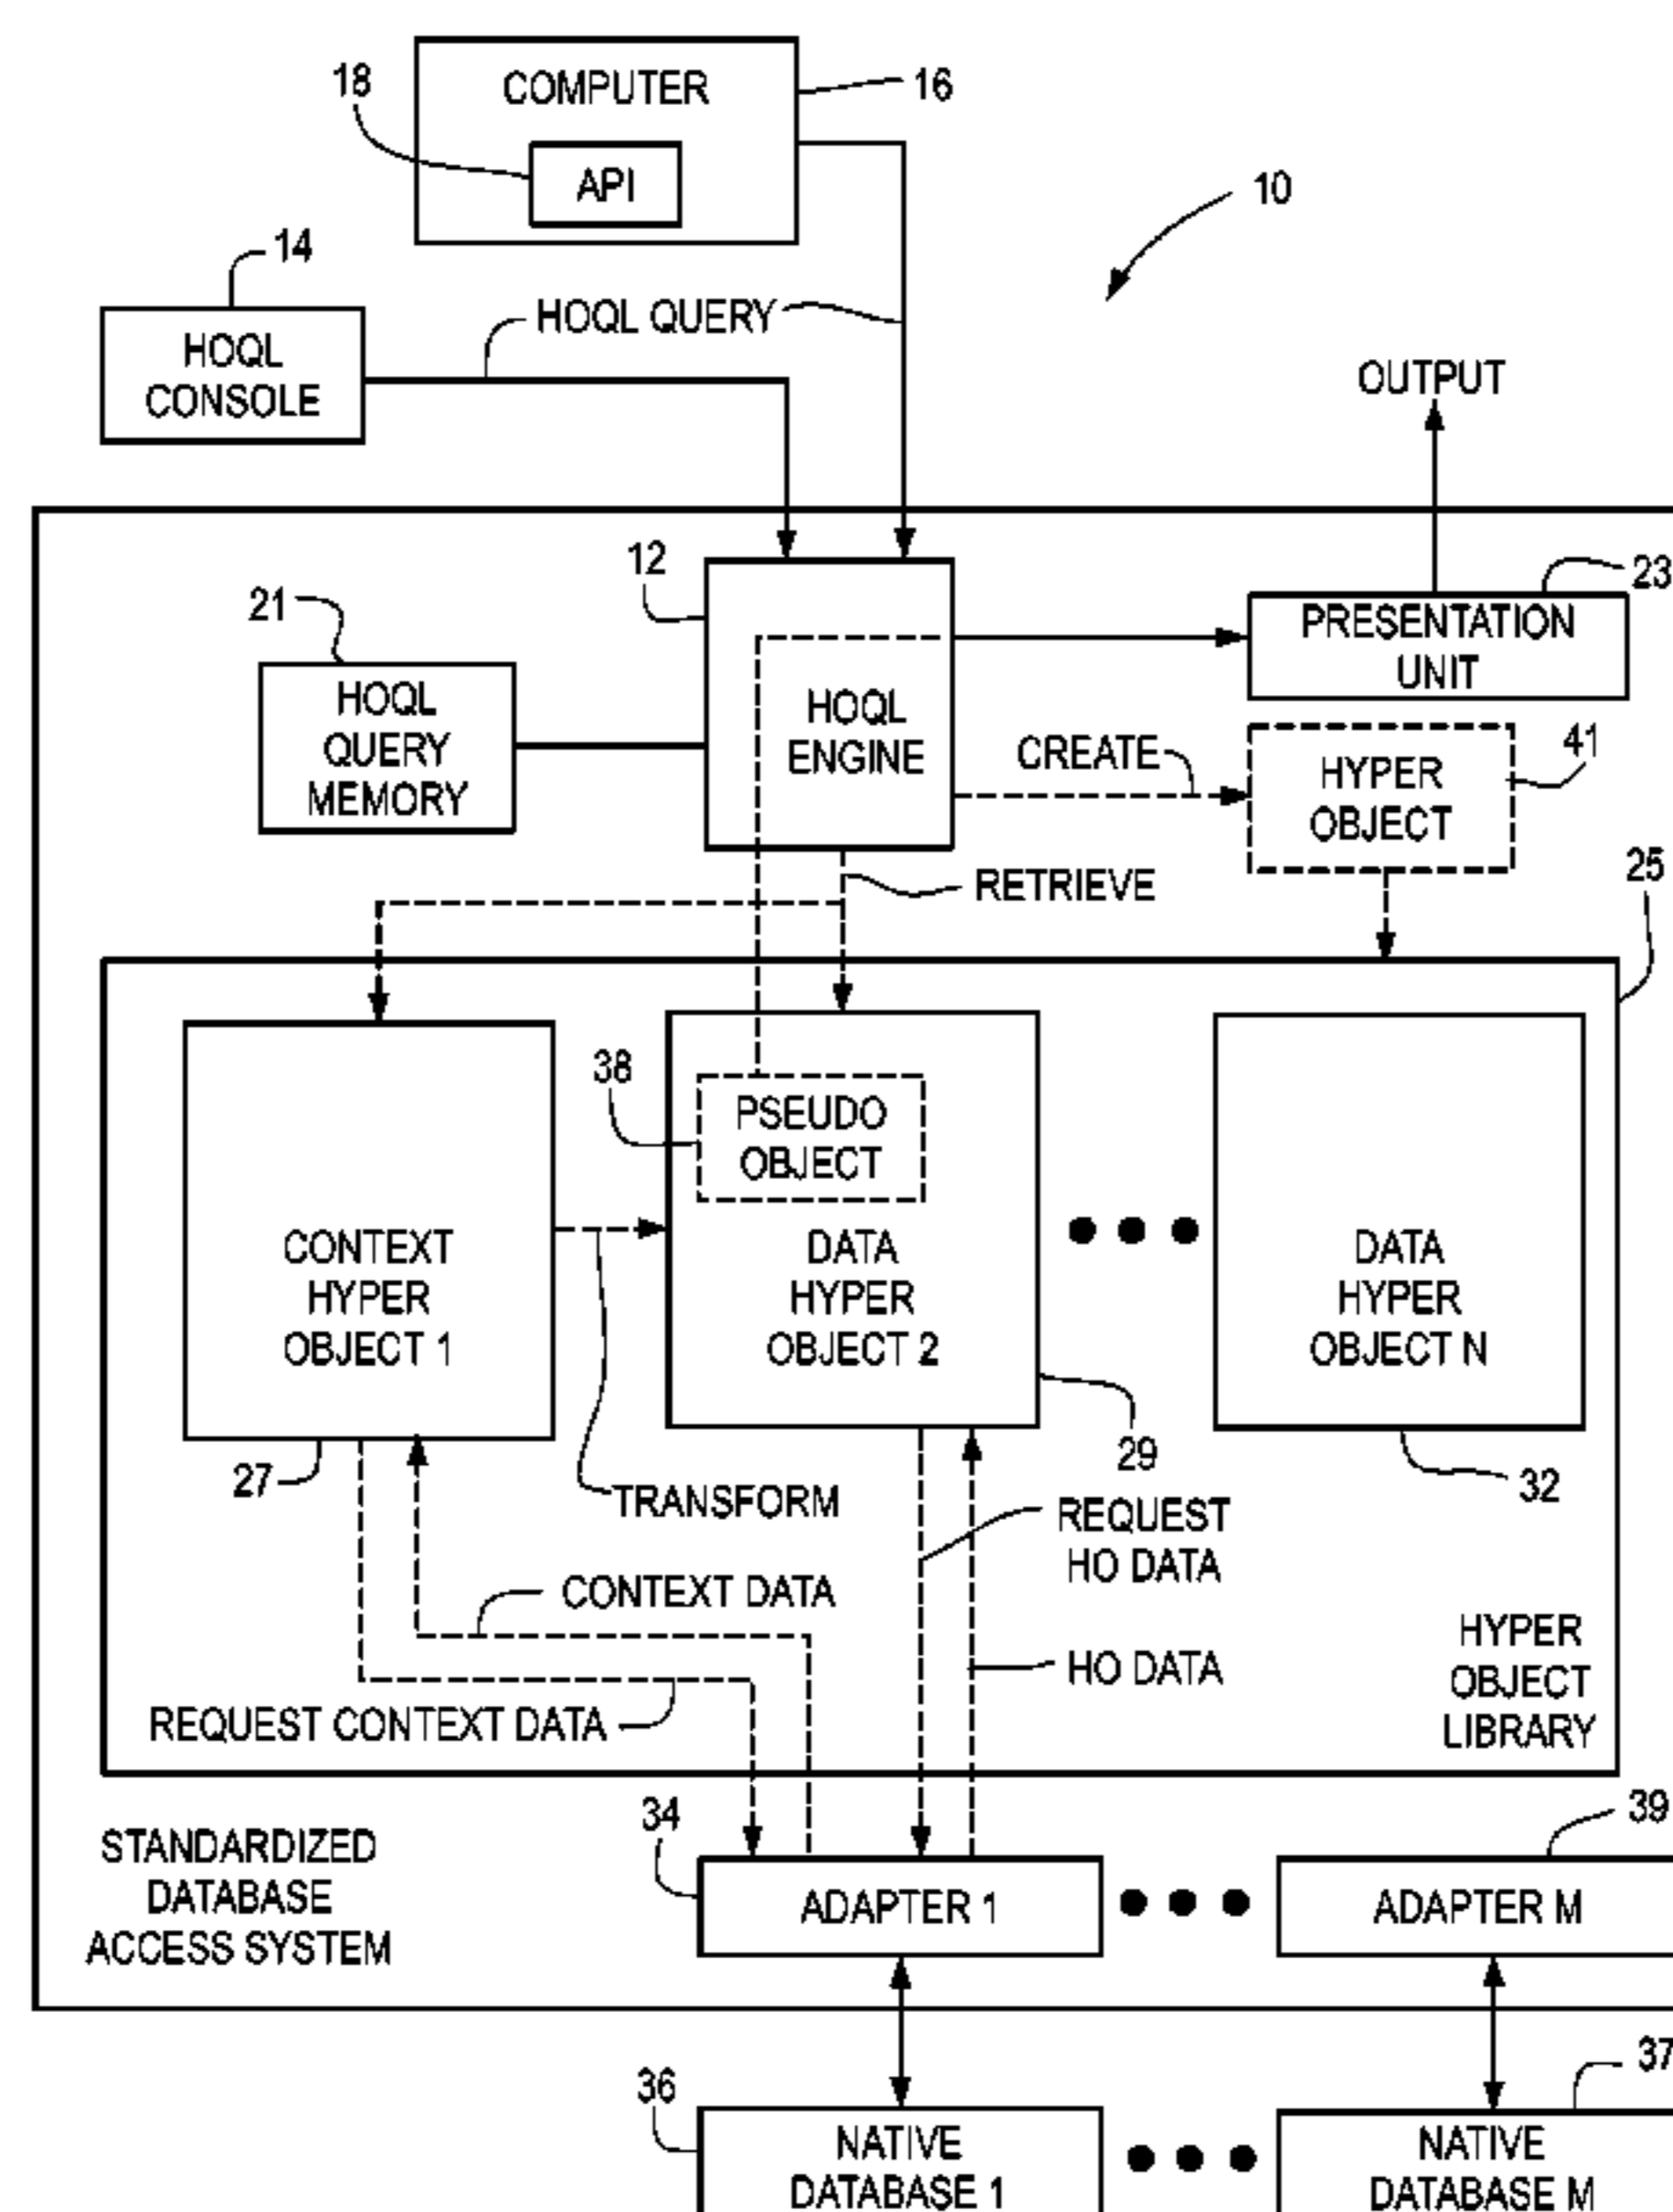 COMPUTER
18
16
API
10
14
HOQL QUERY
HOQL
CONSOLE
OUTPUT
12
23
21
PRESENTATION
UNIT
HOQL
QUERY
MEMORY
HOQL
ENGINE
CREATE
41
HYPER
OBJECT
RETRIEVE
25
38
PSEUDO
OBJECT
CONTEXT
HYPER
OBJECT 1
DATA
HYPER
OBJECT 2
DATA
HYPER
OBJECT N
27
29
32
TRANSFORM
REQUEST
HO DATA
CONTEXT DATA
HO DATA
REQUEST CONTEXT DATA
HYPER
OBJECT
LIBRARY
STANDARDIZED
DATABASE
ACCESS SYSTEM
34
39
ADAPTER 1
ADAPTER M
36
37
NATIVE
DATABASE 1
NATIVE
DATABASE M